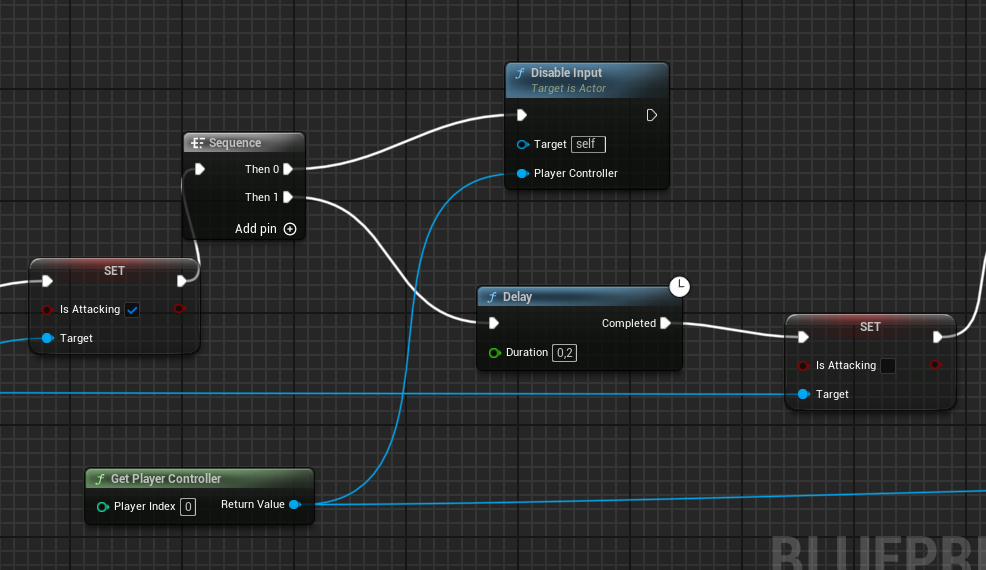 Disable Input
Target is Actor
Target self
Player Controller
Sequence
Then 0
Then 1
Add pin
SET
Is Attacking
Target
Delay
Completed
Duration 0,2
SET
Is Attacking
Target
Get Player Controller
Player Index 0 Return Value